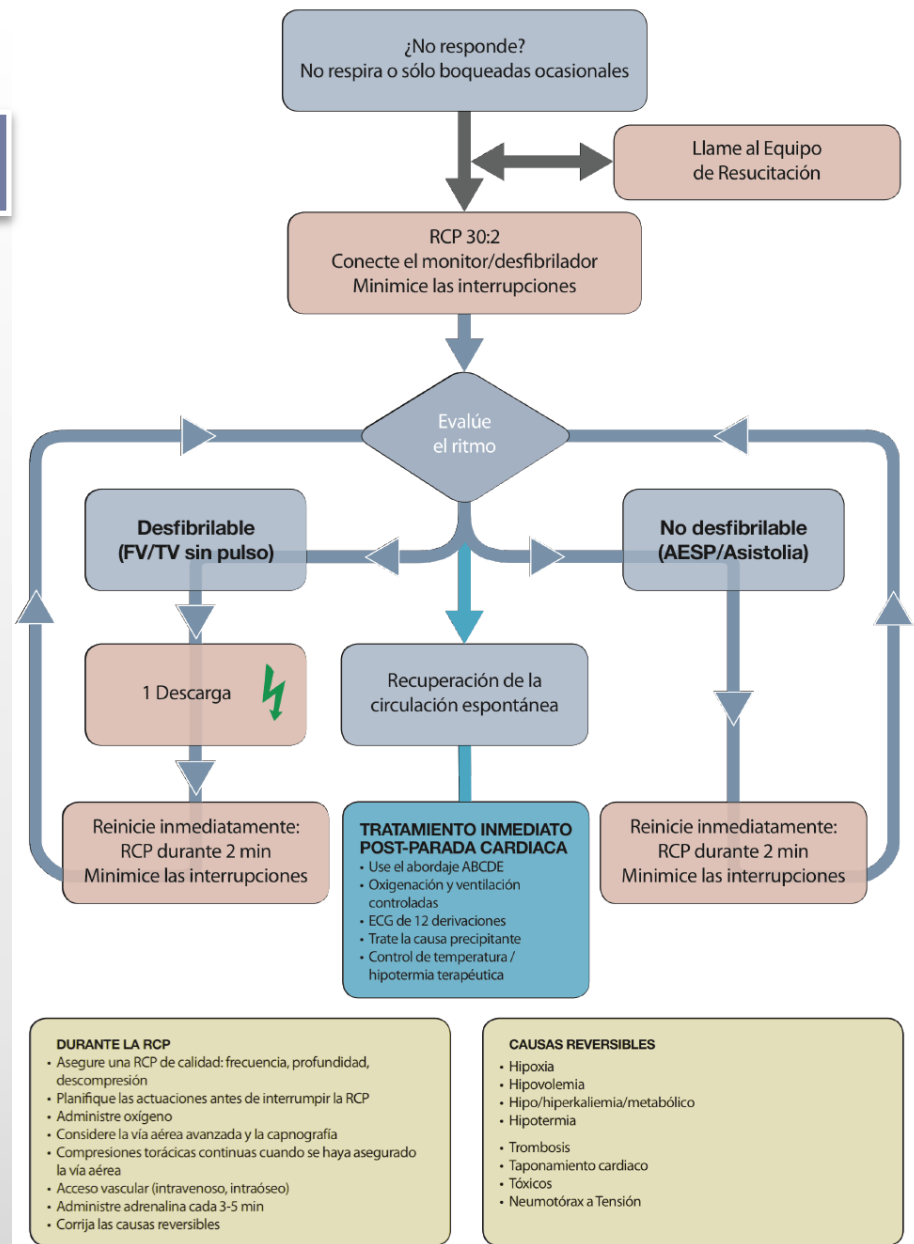 ¿No responde?
No respira o sólo boqueadas ocasionales
Llame al Equipo
de Resucitación
RCP 30:2
Conecte el monitor/desfibrilador
Minimice las interrupciones
Evalúe
el ritmo
Desfibrilable
(FV/TV sin pulso)
No desfibrilable
(AESP/Asistolia)
1 Descarga
Recuperación de la
circulación espontánea
Reinicie inmediatamente:
RCP durante 2 min
Minimice las interrupciones
TRATAMIENTO INMEDIATO
POST-PARADA CARDIACA
• Use el abordaje ABCDE
• Oxigenación y ventilación
controladas
• ECG de 12 derivaciones
• Trate la causa precipitante
• Control de temperatura /
hipotermia terapéutica
Reinicie inmediatamente:
RCP durante 2 min
Minimice las interrupciones
DURANTE LA RCP
• Asegure una RCP de calidad: frecuencia, profundidad,
descompresión
• Planifique las actuaciones antes de interrumpir la RCP
• Administre oxígeno
• Considere la vía aérea avanzada y la capnografía
• Compresiones torácicas continuas cuando se haya asegurado
la vía aérea
• Acceso vascular (intravenoso, intraóseo)
• Administre adrenalina cada 3-5 min
• Corrija las causas reversibles
CAUSAS REVERSIBLES
• Hipoxia
• Hipovolemia
• Hipo/hiperkaliemia/metabólico
• Hipotermia
• Trombosis
• Taponamiento cardiaco
• Tóxicos
• Neumotórax a Tensión